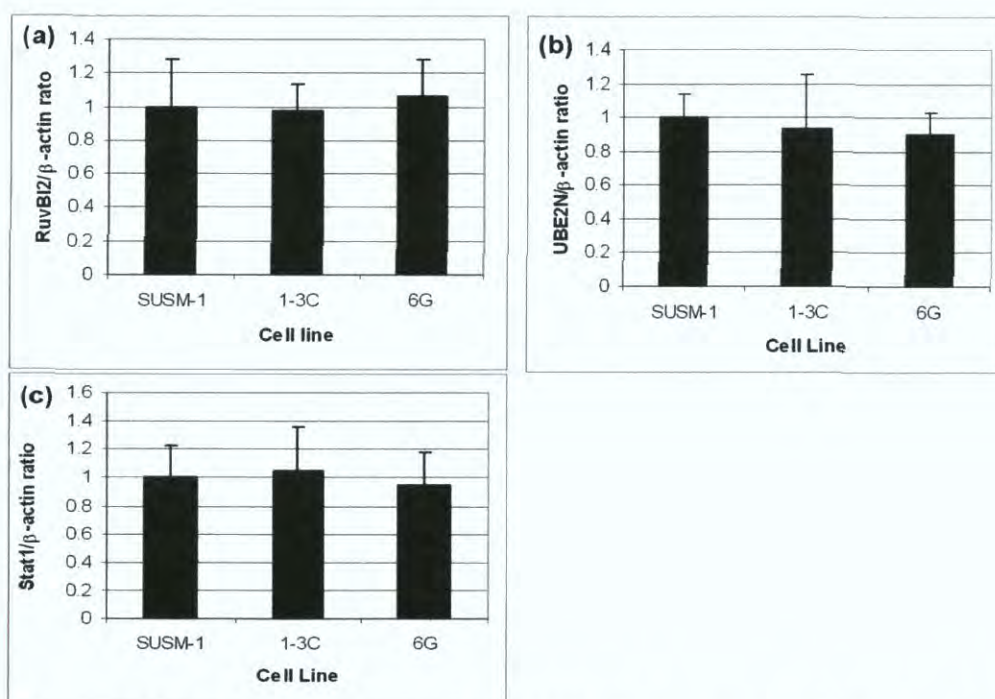 (a)
RuvBl2/β-actin rato
1.4
1.2
1
0.8
0.6
0.4
0.2
0
SUSM-1 1-3C 6G
Cell line
(b)
UBE2N/β-actin ratio
1.4
1.2
1
0.8
0.6
0.4
0.2
0
SUSM-1 1-3C 6G
Cell Line
(c)
Stat1/β-actin ratio
1.6
1.4
1.2
1
0.8
0.6
0.4
0.2
0
SUSM-1 1-3C 6G
Cell Line